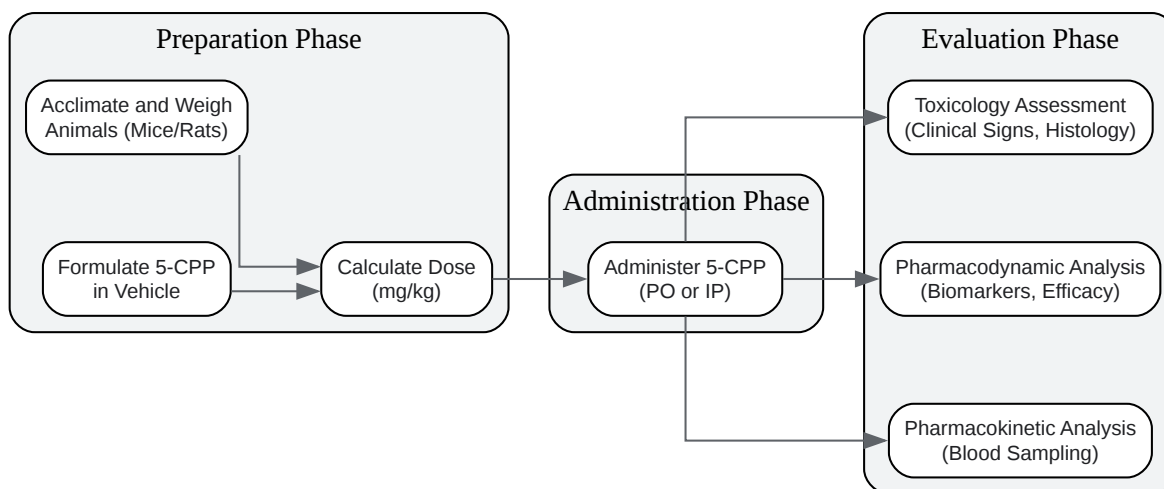 Preparation Phase
Acclimate and Weigh
Animals (Mice/Rats)
Formulate 5-CPP
in Vehicle
Calculate Dose
(mg/kg)
Administration Phase
Administer 5-CPP
(PO or IP)
Evaluation Phase
Toxicology Assessment
(Clinical Signs, Histology)
Pharmacodynamic Analysis
(Biomarkers, Efficacy)
Pharmacokinetic Analysis
(Blood Sampling)